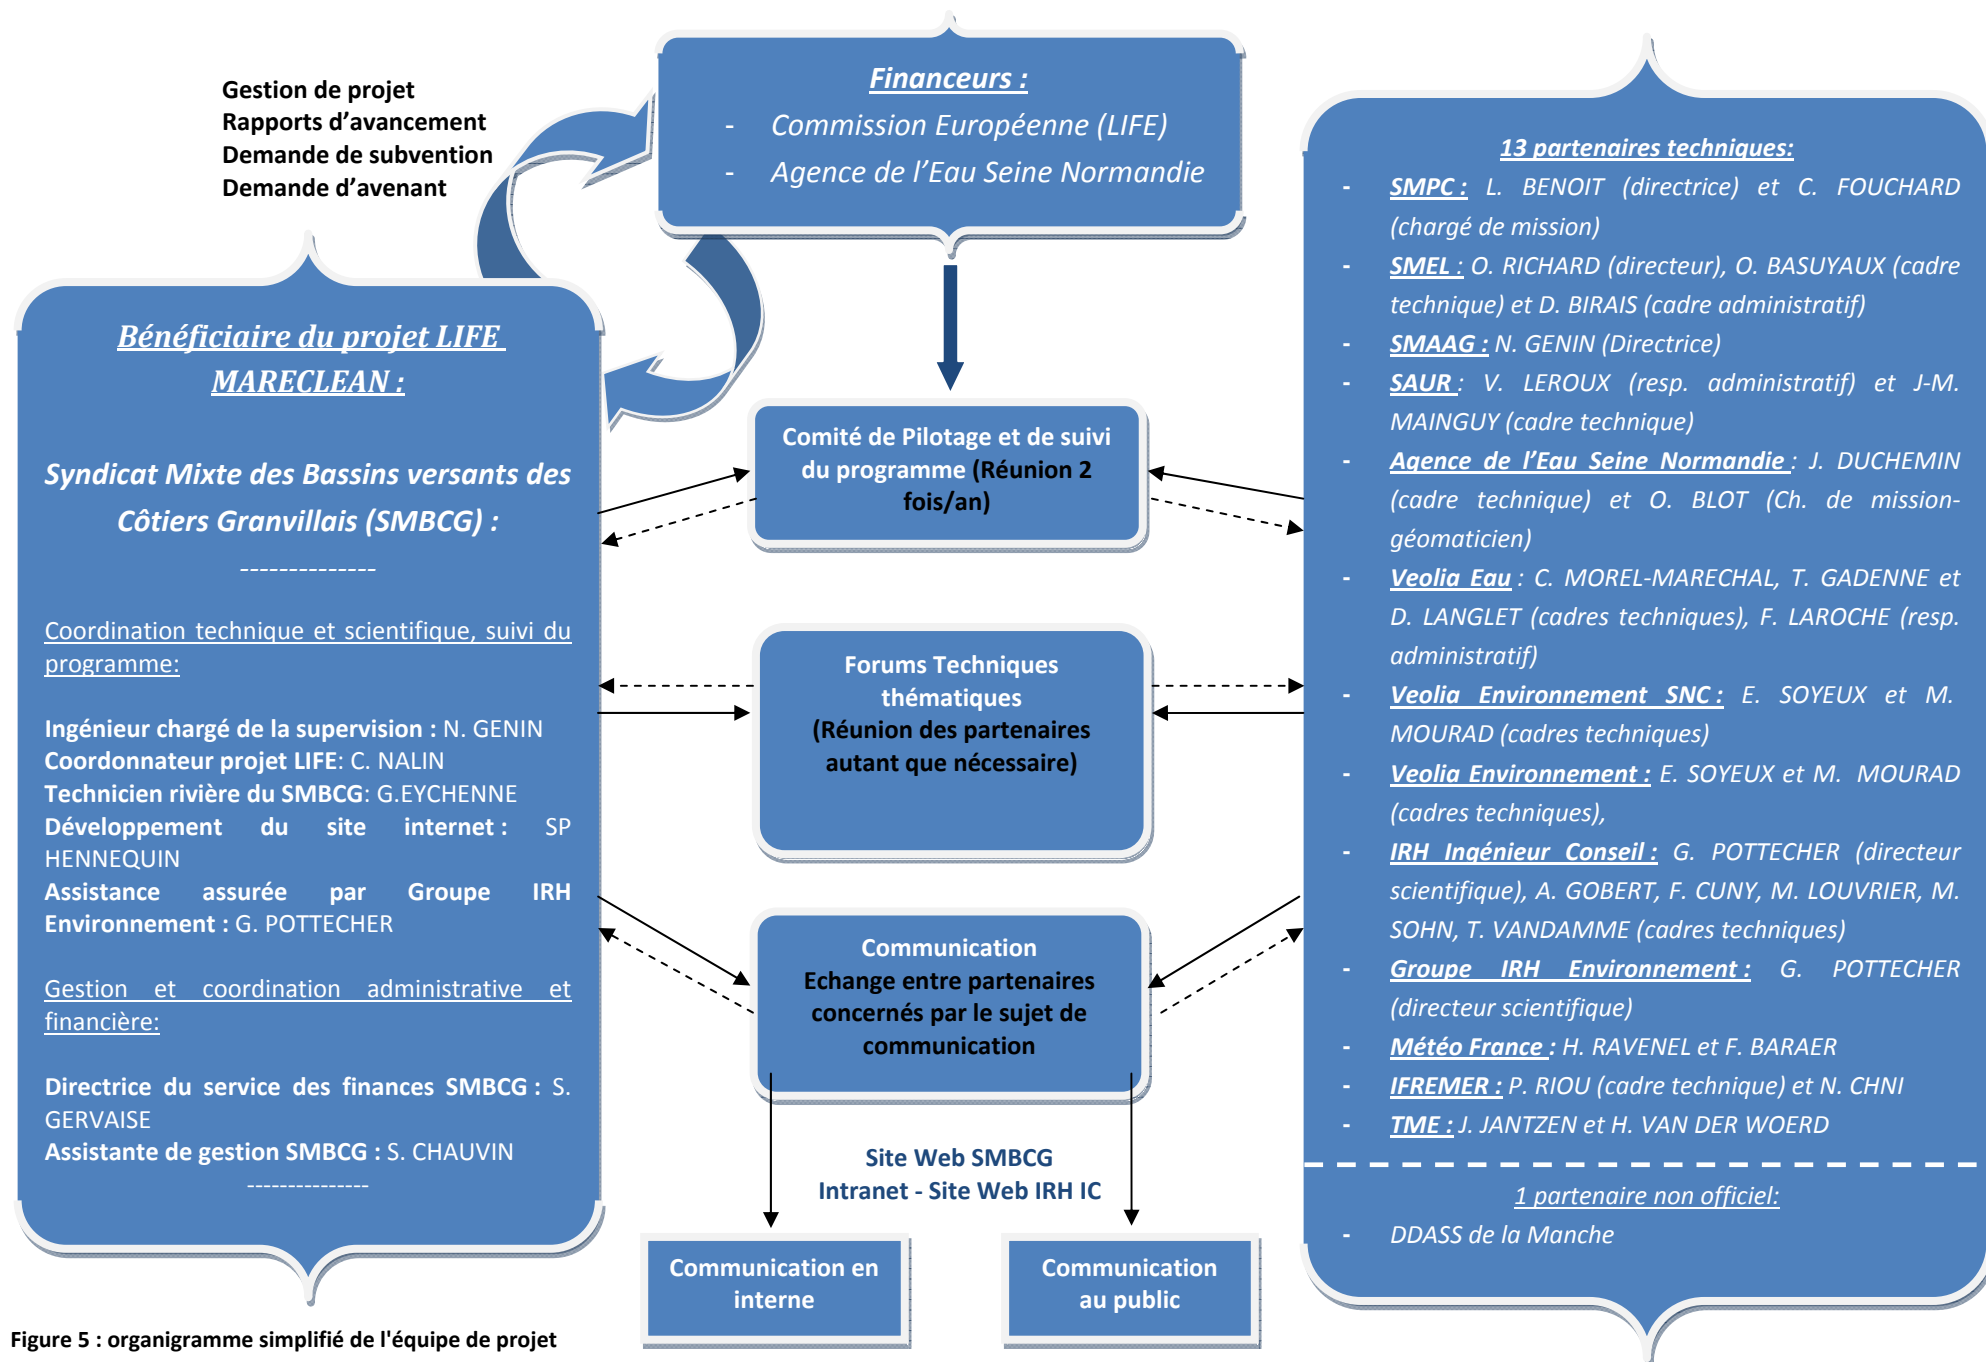 Gestion de projet
Rapports d’avancement
Demande de subvention
Demande d’avenant
Financeurs :
- Commission Européenne (LIFE)
- Agence de l’Eau Seine Normandie
Bénéficiaire du projet LIFE
MARECLEAN :
Syndicat Mixte des Bassins versants des
Côtiers Granvillais (SMBCG) :
--------------
Coordination technique et scientifique, suivi du
programme:
Ingénieur chargé de la supervision : N. GENIN
Coordonnateur projet LIFE: C. NALIN
Technicien rivière du SMBCG: G.EYCHENNE
Développement du site internet : SP
HENNEQUIN
Assistance assurée par Groupe IRH
Environnement : G. POTTECHER
Gestion et coordination administrative et
financière:
Directrice du service des finances SMBCG : S.
GERVAISE
Assistante de gestion SMBCG : S. CHAUVIN
---------------
Comité de Pilotage et de suivi
du programme (Réunion 2
fois/an)
Forums Techniques
thématiques
(Réunion des partenaires
autant que nécessaire)
Communication
Echange entre partenaires
concernés par le sujet de
communication
Site Web SMBCG
Intranet - Site Web IRH IC
Communication en
interne
Communication
au public
13 partenaires techniques:
- SMPC : L. BENOIT (directrice) et C. FOUCHARD
(chargé de mission)
- SMEL : O. RICHARD (directeur), O. BASUYAUX (cadre
technique) et D. BIRAIS (cadre administratif)
- SMAAG : N. GENIN (Directrice)
- SAUR : V. LEROUX (resp. administratif) et J-M.
MAINGUY (cadre technique)
- Agence de l’Eau Seine Normandie : J. DUCHEMIN
(cadre technique) et O. BLOT (Ch. de mission-
géomaticien)
- Veolia Eau : C. MOREL-MARECHAL, T. GADENNE et
D. LANGLET (cadres techniques), F. LAROCHE (resp.
administratif)
- Veolia Environnement SNC : E. SOYEUX et M.
MOURAD (cadres techniques)
- Veolia Environnement : E. SOYEUX et M. MOURAD
(cadres techniques),
- IRH Ingénieur Conseil : G. POTTECHER (directeur
scientifique), A. GOBERT, F. CUNY, M. LOUVRIER, M.
SOHN, T. VANDAMME (cadres techniques)
- Groupe IRH Environnement : G. POTTECHER
(directeur scientifique)
- Météo France : H. RAVENEL et F. BARAER
- IFREMER : P. RIOU (cadre technique) et N. CHNI
- TME : J. JANTZEN et H. VAN DER WOERD
1 partenaire non officiel:
- DDASS de la Manche
Figure 5 : organigramme simplifié de l'équipe de projet